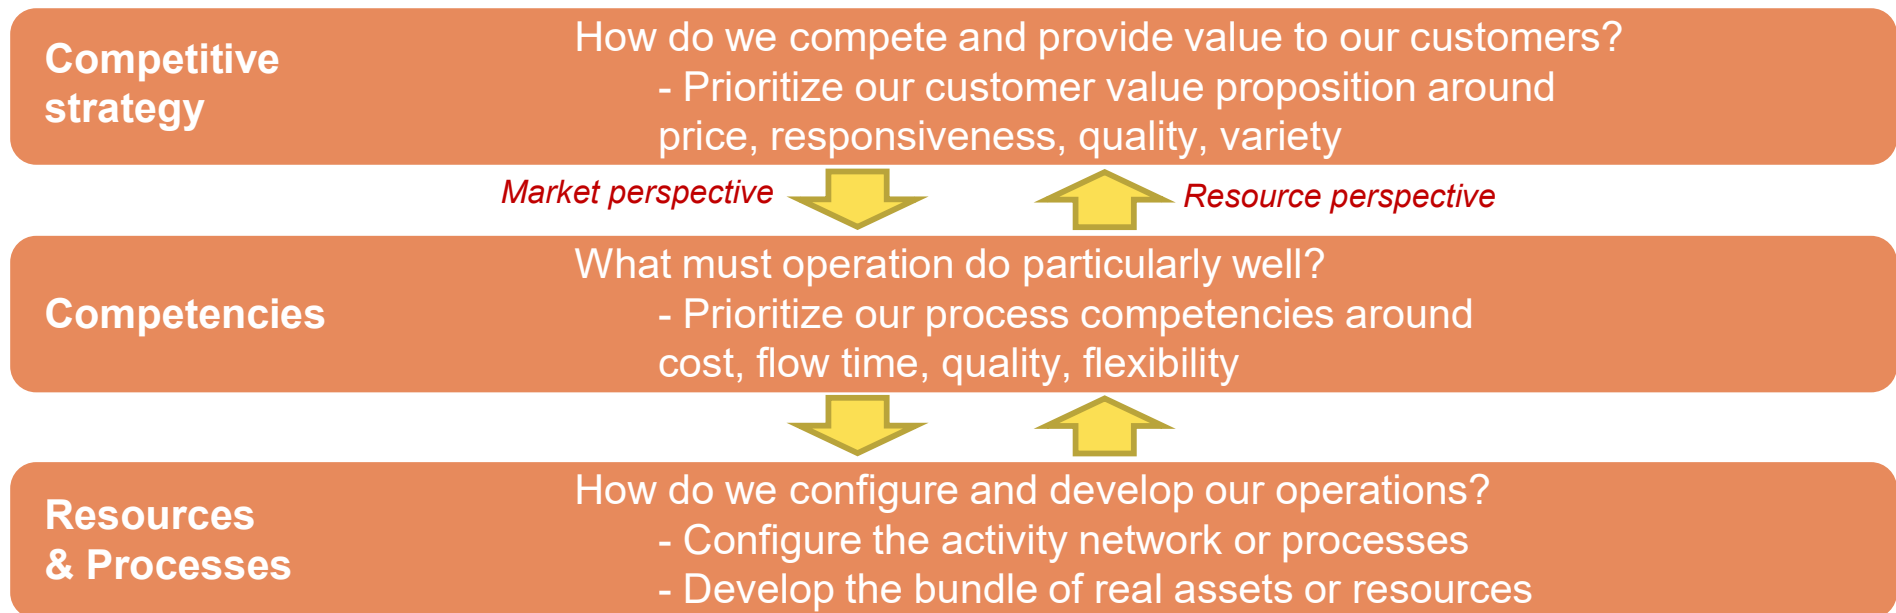 Competitive
strategy
How do we compete and provide value to our customers?
- Prioritize our customer value proposition around
price, responsiveness, quality, variety
Market perspective
Resource perspective
Competencies
What must operation do particularly well?
- Prioritize our process competencies around
cost, flow time, quality, flexibility
Resources
& Processes
How do we configure and develop our operations?
- Configure the activity network or processes
- Develop the bundle of real assets or resources